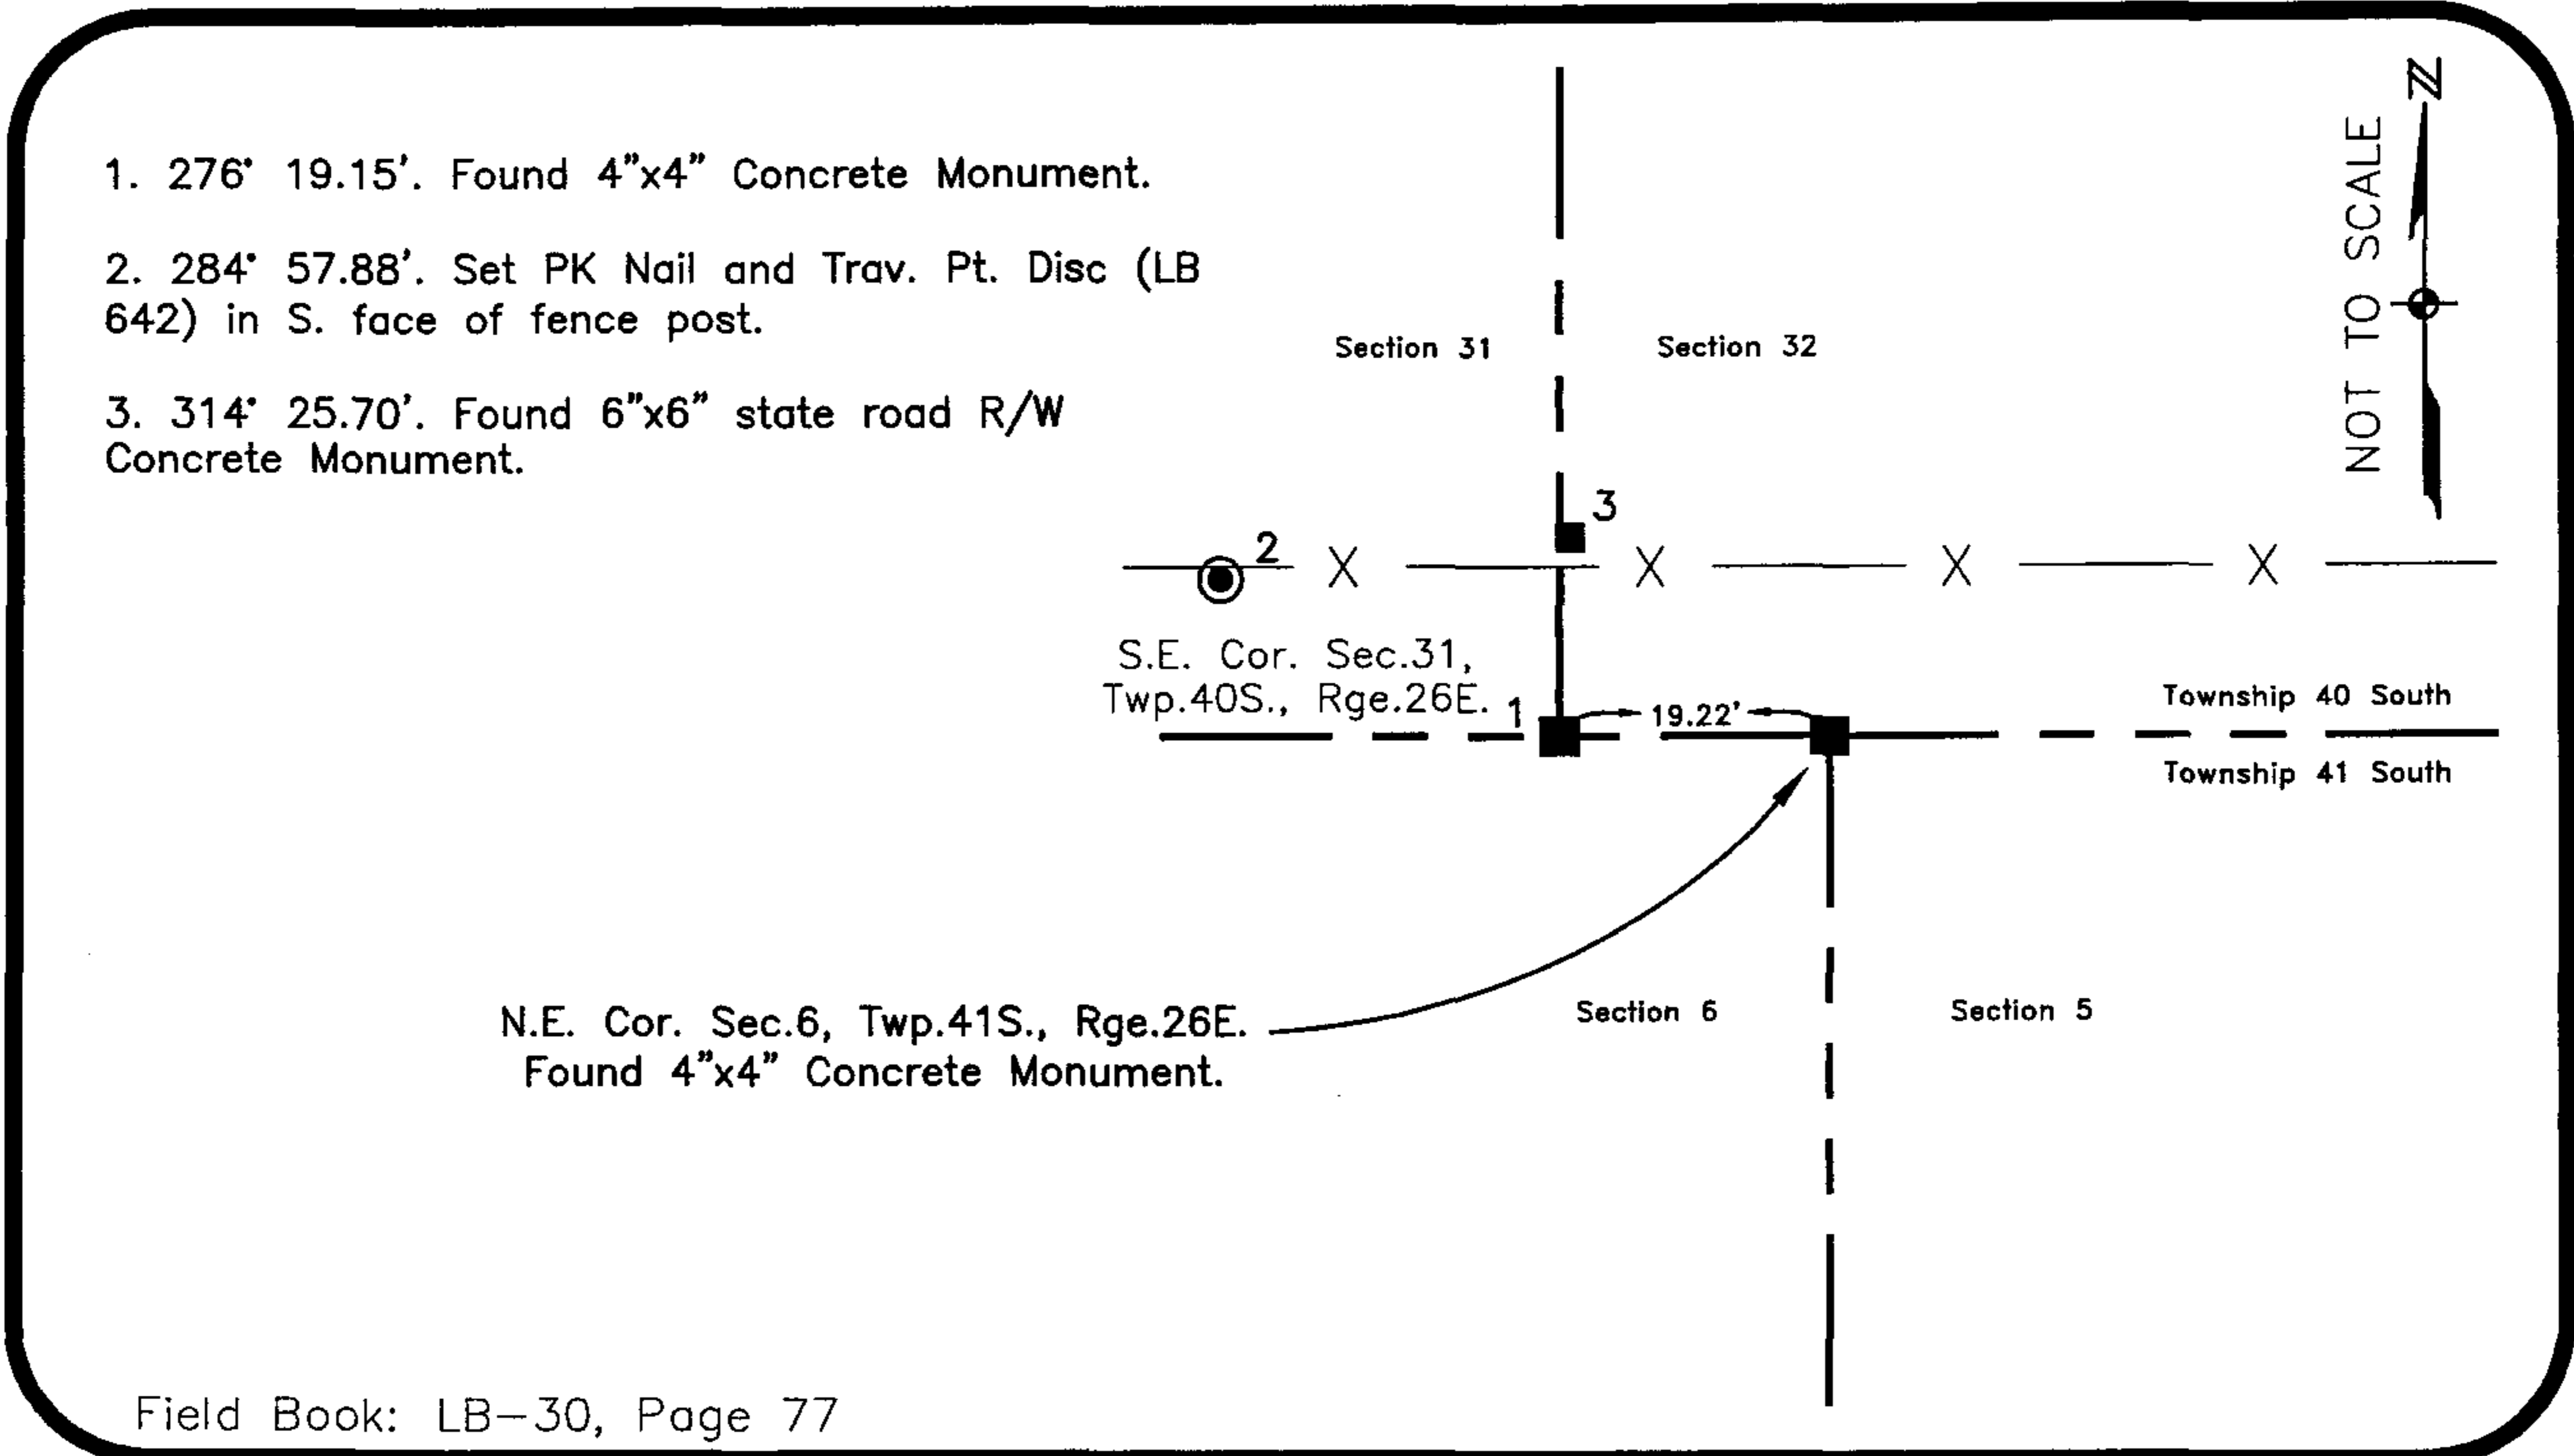 1. 276° 19.15'. Found 4"x4" Concrete Monument.
2. 284° 57.88'. Set PK Nail and Trav. Pt. Disc (LB
642) in S. face of fence post.
3. 314° 25.70'. Found 6"x6" state road R/W
Concrete Monument.
N
NOT TO SCALE
Section 31
Section 32
3
2
X X X X
S.E. Cor. Sec.31,
Twp.40S., Rge.26E.
1
19.22'
Township 40 South
Township 41 South
N.E. Cor. Sec.6, Twp.41S., Rge.26E.
Found 4"x4" Concrete Monument.
Section 6
Section 5
Field Book: LB-30, Page 77